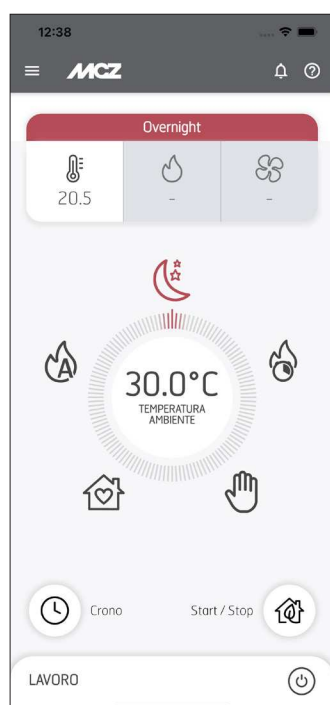 12:38
MCZ
Overnight
20.5
-
-
A
30.0°C
TEMPERATURA
AMBIENTE
Crono
Start / Stop
LAVORO